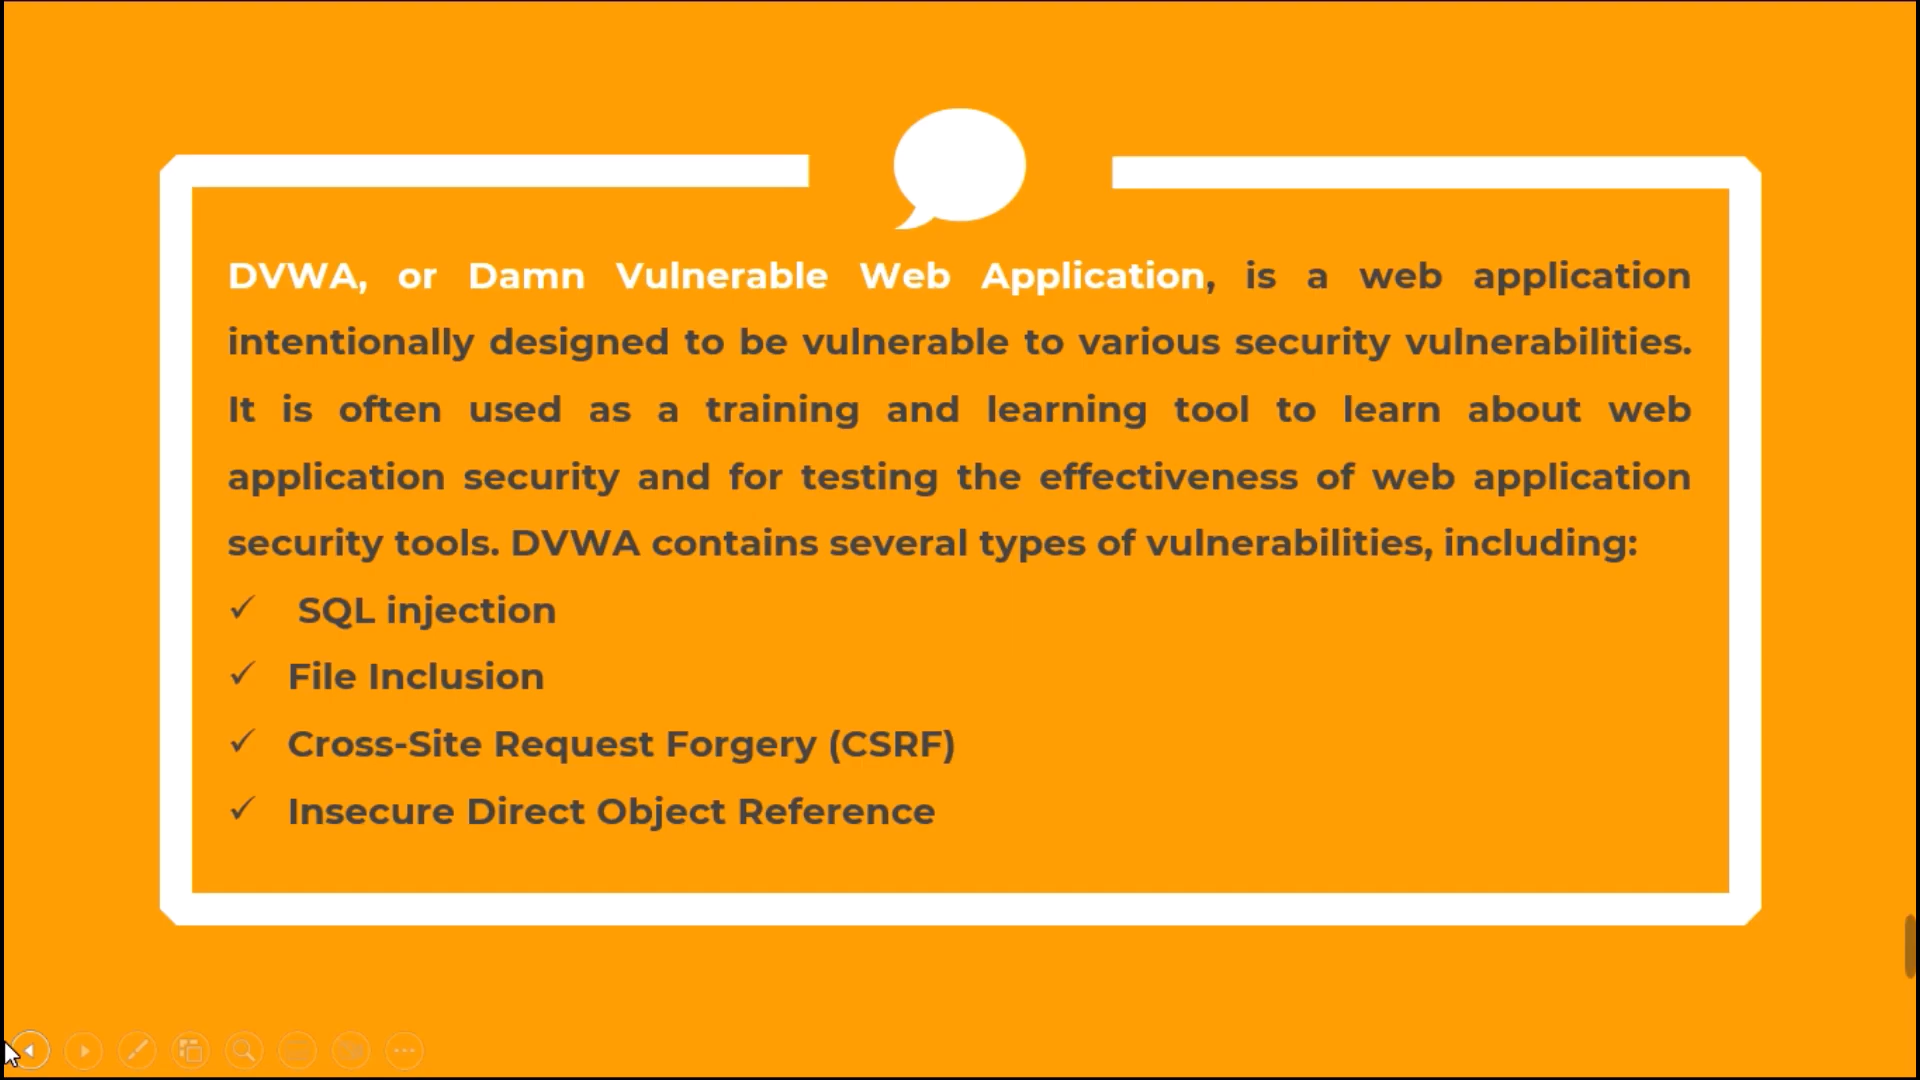 DVWA, or Damn Vulnerable Web Application, is a web application
intentionally designed to be vulnerable to various security vulnerabilities.
It is often used as a training and learning tool to learn about web
application security and for testing the effectiveness of web application
security tools. DVWA contains several types of vulnerabilities, including:
✓ SQL injection
✓ File Inclusion
✓ Cross-Site Request Forgery (CSRF)
✓ Insecure Direct Object Reference